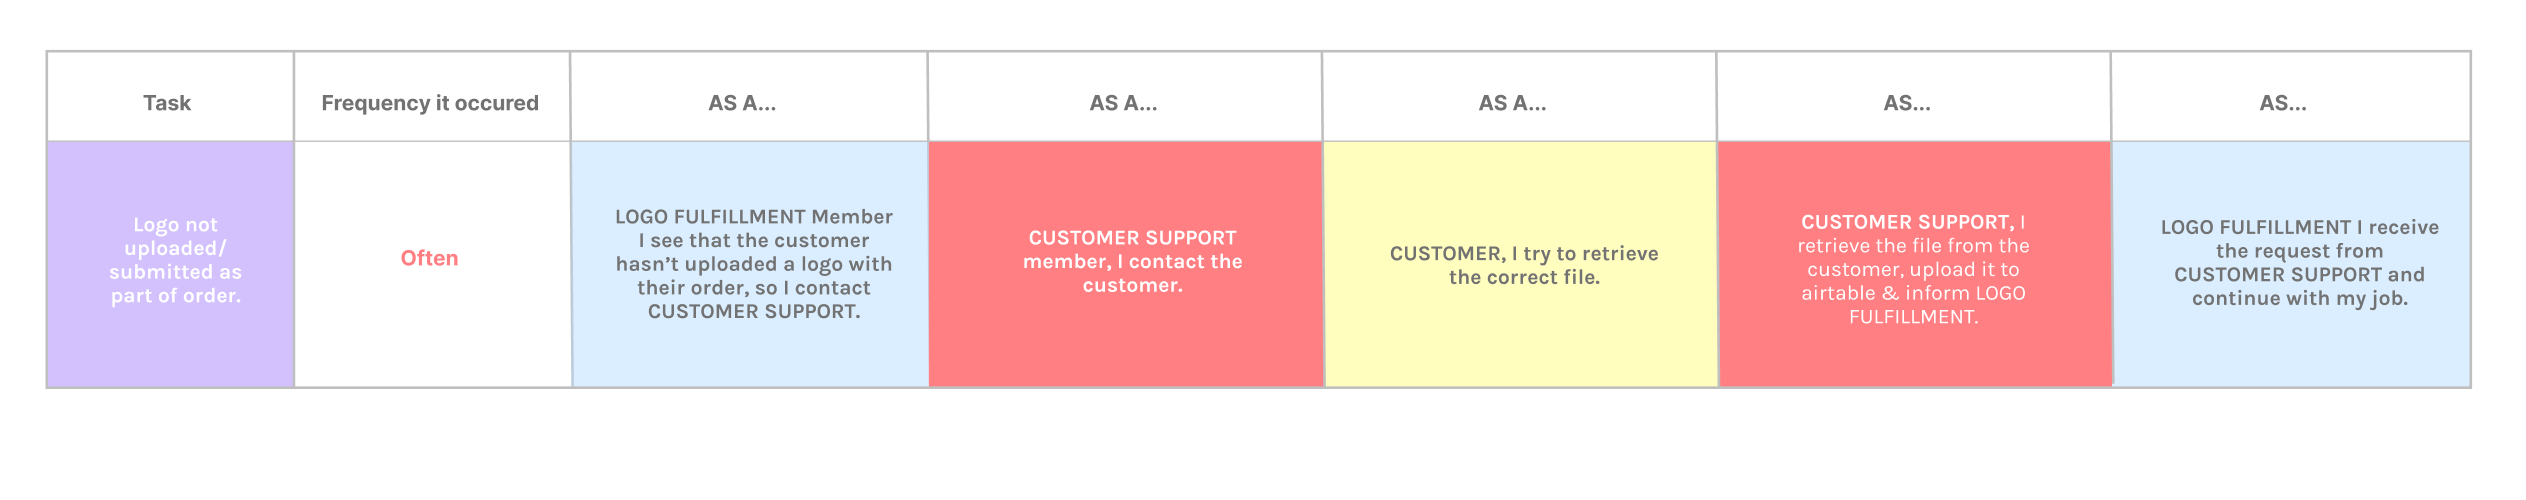 Task
Frequency it occured
AS A...
AS A...
AS A...
AS...
AS...
Logo not
uploaded/
submitted as
part of order.
Often
LOGO FULFILLMENT Member
I see that the customer
hasn’t uploaded a logo with
their order, so I contact
CUSTOMER SUPPORT.
CUSTOMER SUPPORT
member, I contact the
customer.
CUSTOMER, I try to retrieve
the correct file.
CUSTOMER SUPPORT, I
retrieve the file from the
customer, upload it to
airtable & inform LOGO
FULFILLMENT.
LOGO FULFILLMENT I receive
the request from
CUSTOMER SUPPORT and
continue with my job.